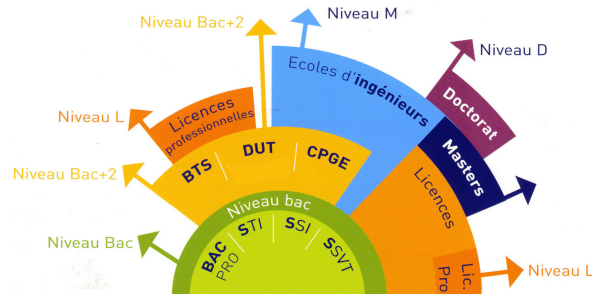 Niveau Bac+2
Niveau M
Niveau D
Ecoles d'ingénieurs
Doctorat
Niveau L
Licences
professionnelles
Masters
BTS
DUT
CPGE
Niveau Bac+2
Licences
Niveau bac
Niveau Bac
BAC
PRO
STI
SSI
SSVT
Lic.
Pro
Niveau L